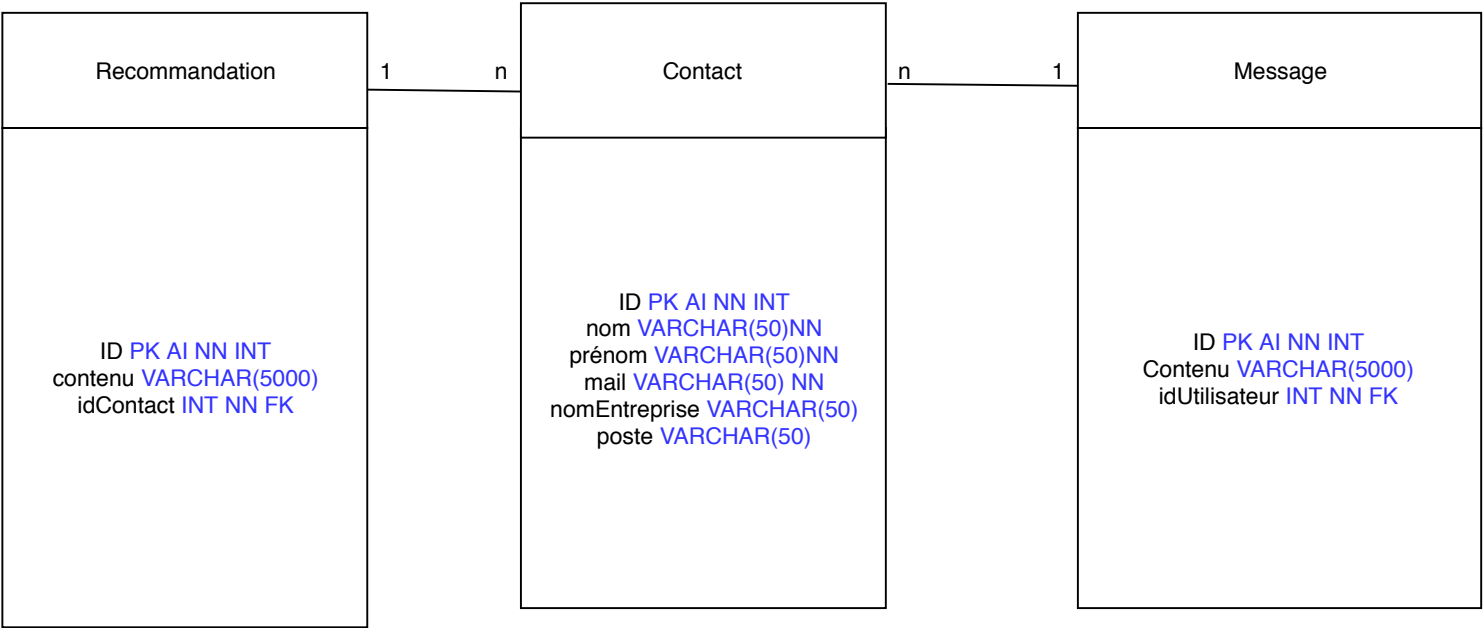 Recommandation
1
n
Contact
n
1
Message
ID PK AI NN INT
contenu VARCHAR(5000)
idContact INT NN FK
ID PK AI NN INT
nom VARCHAR(50)NN
prénom VARCHAR(50)NN
mail VARCHAR(50) NN
nomEntreprise VARCHAR(50)
poste VARCHAR(50)
ID PK AI NN INT
Contenu VARCHAR(5000)
idUtilisateur INT NN FK